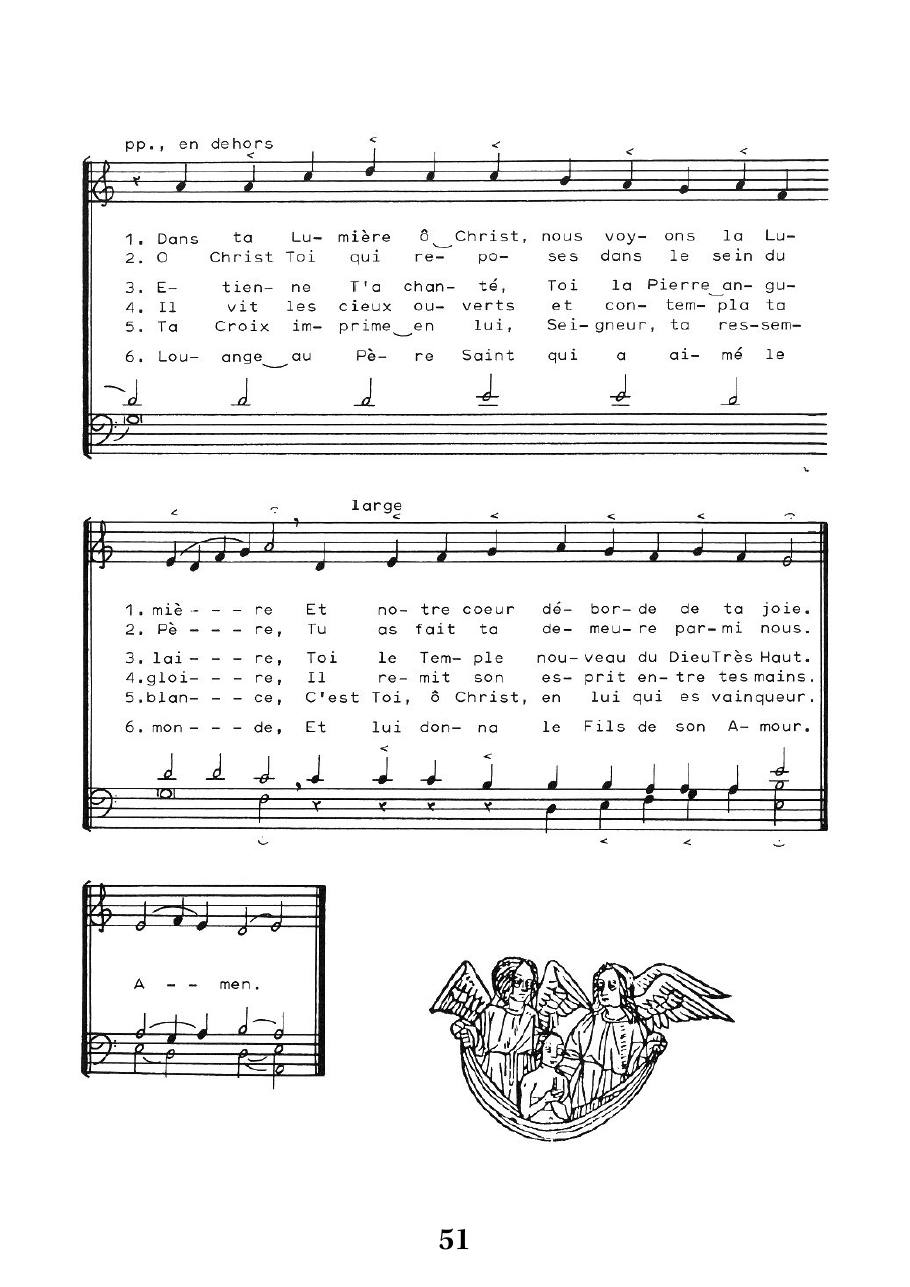 pp., en dehors
1. Dans ta Lu- mière ô Christ, nous voy- ons la Lu-
2. O Christ Toi qui re- po- ses dans le sein du
3. E- tien- ne T'a chan- té, Toi la Pierre an- gu-
4. Il vit les cieux ou- verts et con- tem- pla ta
5. Ta Croix im- prime en lui, Sei- gneur, ta res-sem-
6. Lou- ange au Pè- re Saint qui a ai- mé le
large
1. miè - - - re Et no- tre coeur dé- bor- de de ta joie.
2. Pè - - - re, Tu as fait ta de- meu- re par- mi nous.
3. lai - - - re, Toi le Tem- ple nou- veau du Dieu Très Haut.
4. gloi- - - re, Il re- mit son es- prit en- tre tes mains.
5. blan- - - ce, C'est Toi, ô Christ, en lui qui es vainqueur.
6. mon - - - de, Et lui don- na le Fils de son A- mour.
A - - men.
51